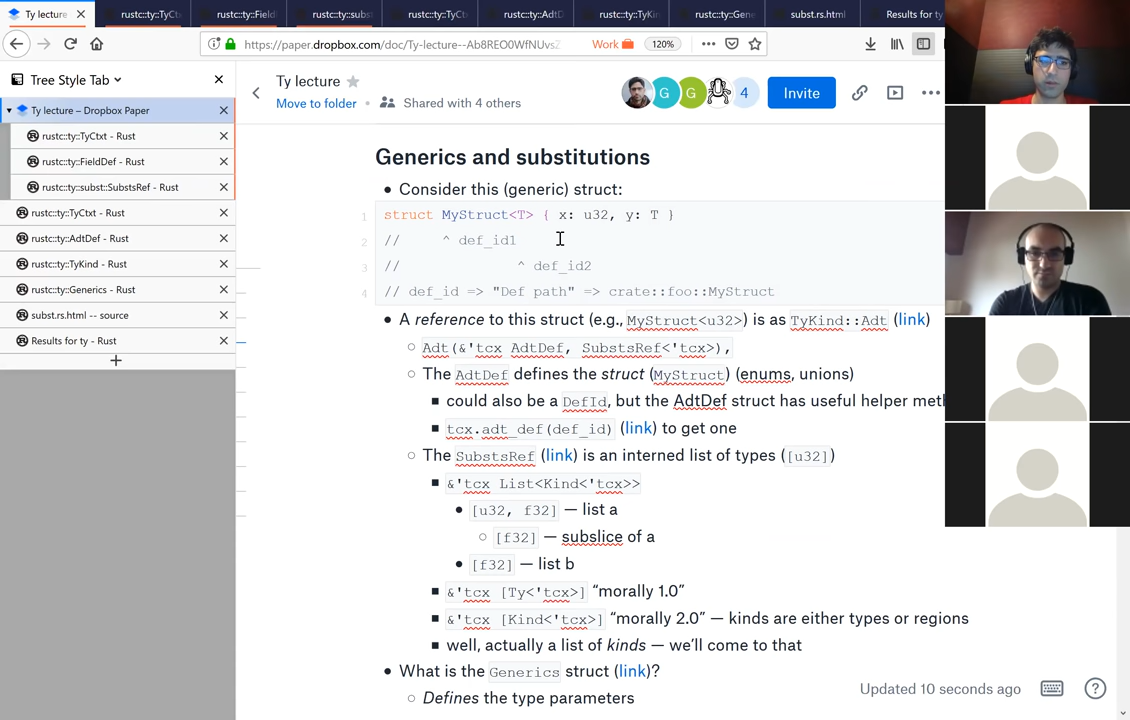 Ty lecture
rustc::ty::TyCt
rustc::ty::Field
rustc::ty::subs
rustc::ty::TyCt
rustc::ty::AdtD
rustc::ty::TyKin
rustc::ty::Gene
subst.rs.html
Results for ty
https://paper.dropbox.com/doc/Ty-lecture--Ab8REO0WfNUvsZ
Work
120%
Tree Style Tab
Ty lecture – Dropbox Paper
rustc::ty::TyCtxt - Rust
rustc::ty::FieldDef - Rust
rustc::ty::subst::SubstsRef - Rust
rustc::ty::TyCtxt - Rust
rustc::ty::AdtDef - Rust
rustc::ty::TyKind - Rust
rustc::ty::Generics - Rust
subst.rs.html -- source
Results for ty - Rust
Ty lecture
Move to folder
Shared with 4 others
G
G
4
Invite
Generics and substitutions
• Consider this (generic) struct:
1 struct MyStruct<T> { x: u32, y: T }
2 // ^ def_id1
3 // ^ def_id2
4 // def_id => "Def path" => crate::foo::MyStruct
• A reference to this struct (e.g., MyStruct<u32>) is as TyKind::Adt (link)
○ Adt(&'tcx AdtDef, SubstsRef<'tcx>),
○ The AdtDef defines the struct (MyStruct) (enums, unions)
▪ could also be a DefId, but the AdtDef struct has useful helper met
▪ tcx.adt_def(def_id) (link) to get one
○ The SubstsRef (link) is an interned list of types ([u32])
▪ &'tcx List<Kind<'tcx>>
• [u32, f32] — list a
○ [f32] — subslice of a
• [f32] — list b
▪ &'tcx [Ty<'tcx>] “morally 1.0”
▪ &'tcx [Kind<'tcx>] “morally 2.0” — kinds are either types or regions
▪ well, actually a list of kinds — we’ll come to that
• What is the Generics struct (link)?
○ Defines the type parameters
Updated 10 seconds ago
?